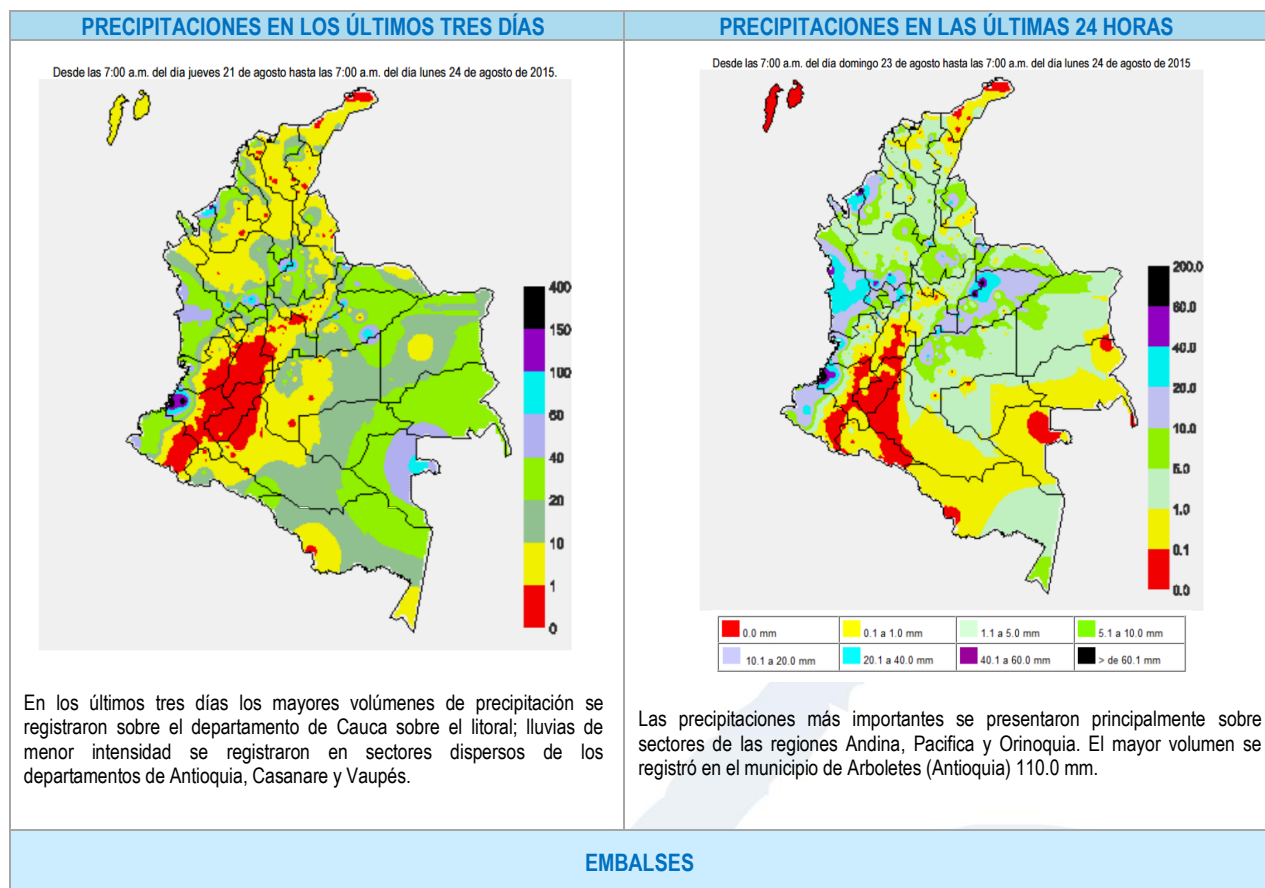 PRECIPITACIONES EN LOS ÚLTIMOS TRES DÍAS
Desde las 7:00 a.m. del día jueves 21 de agosto hasta las 7:00 a.m. del día lunes 24 de agosto de 2015.
400
150
100
60
40
20
10
1
0
En los últimos tres días los mayores volúmenes de precipitación se
registraron sobre el departamento de Cauca sobre el litoral; lluvias de
menor intensidad se registraron en sectores dispersos de los
departamentos de Antioquia, Casanare y Vaupés.
PRECIPITACIONES EN LAS ÚLTIMAS 24 HORAS
Desde las 7:00 a.m. del día domingo 23 de agosto hasta las 7:00 a.m. del día lunes 24 de agosto de 2015
200.0
60.0
40.0
20.0
10.0
5.0
1.0
0.1
0.0
0.0 mm
0.1 a 1.0 mm
1.1 a 5.0 mm
5.1 a 10.0 mm
10.1 a 20.0 mm
20.1 a 40.0 mm
40.1 a 60.0 mm
> de 60.1 mm
Las precipitaciones más importantes se presentaron principalmente sobre
sectores de las regiones Andina, Pacifica y Orinoquia. El mayor volumen se
registró en el municipio de Arboletes (Antioquia) 110.0 mm.
EMBALSES